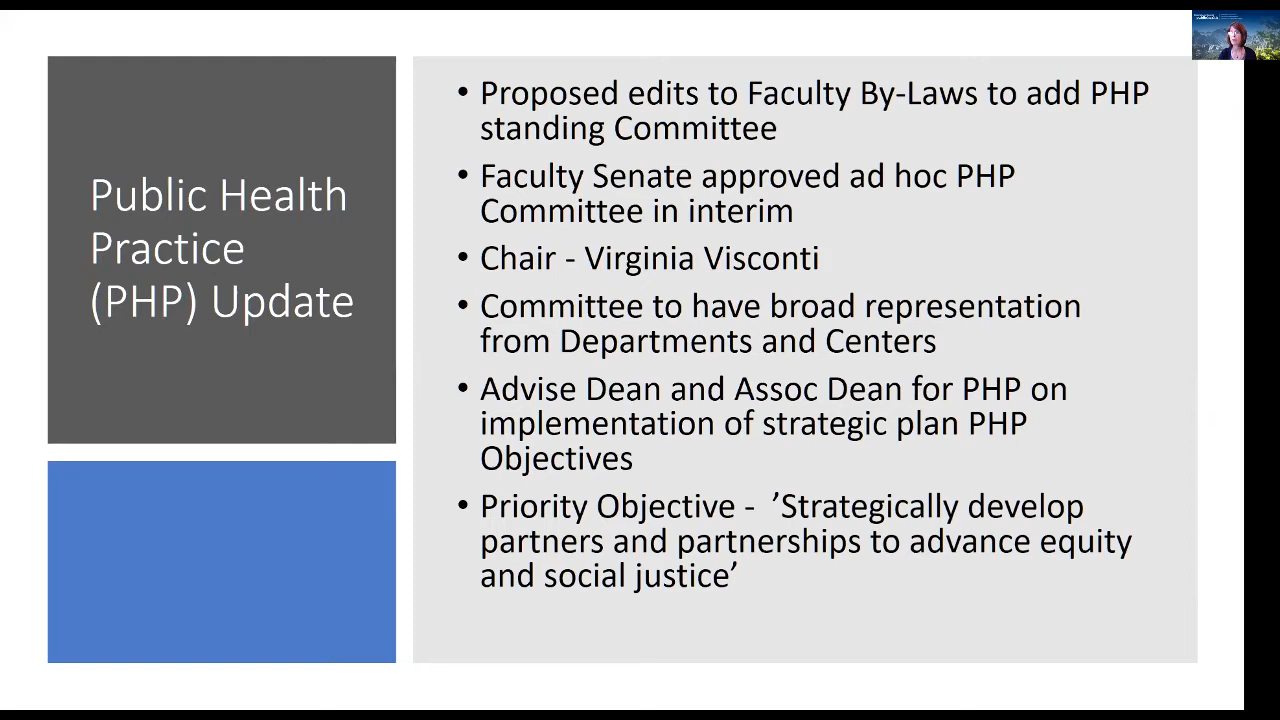 Public Health
Practice
(PHP) Update
• Proposed edits to Faculty By-Laws to add PHP
standing Committee
• Faculty Senate approved ad hoc PHP
Committee in interim
• Chair - Virginia Visconti
• Committee to have broad representation
from Departments and Centers
• Advise Dean and Assoc Dean for PHP on
implementation of strategic plan PHP
Objectives
• Priority Objective - ’Strategically develop
partners and partnerships to advance equity
and social justice’